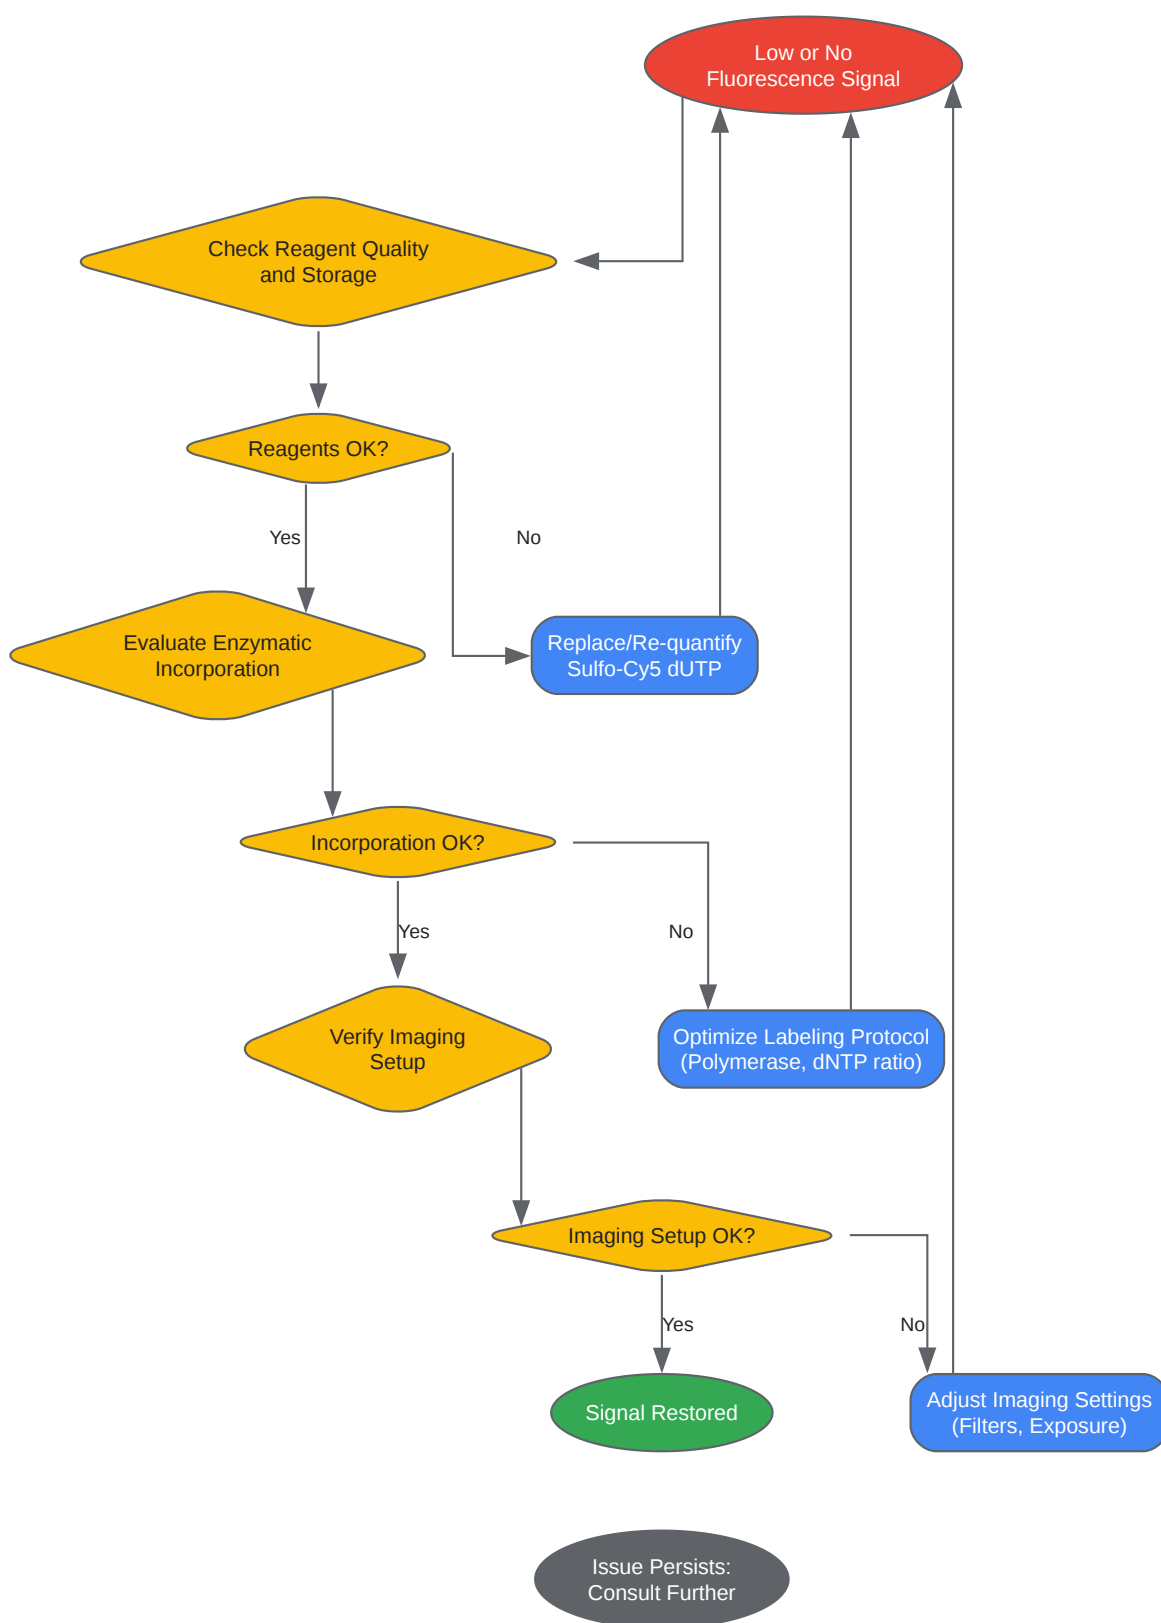 Low or No
Fluorescence Signal
Check Reagent Quality
and Storage
Reagents OK?
Yes
No
Evaluate Enzymatic
Incorporation
Replace/Re-quantify
Sulfo-Cy5 dUTP
Incorporation OK?
Yes
No
Verify Imaging
Setup
Optimize Labeling Protocol
(Polymerase, dNTP ratio)
Imaging Setup OK?
Yes
No
Signal Restored
Adjust Imaging Settings
(Filters, Exposure)
Issue Persists:
Consult Further